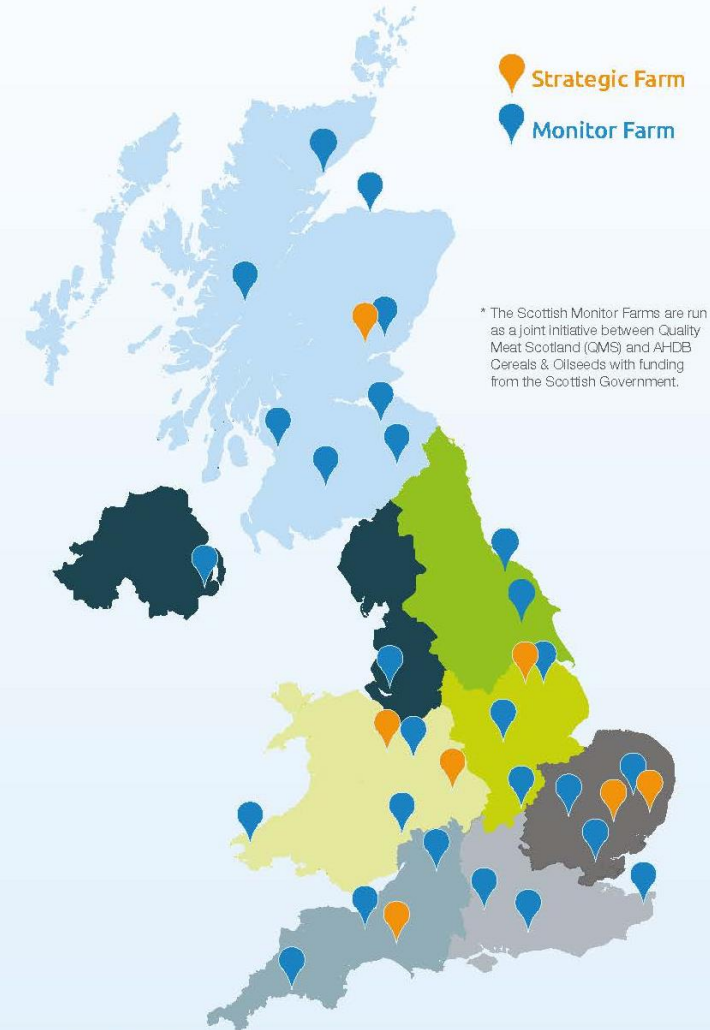 Strategic Farm
Monitor Farm
* The Scottish Monitor Farms are run
as a joint initiative between Quality
Meat Scotland (QMS) and AHDB
Cereals & Oilseeds with funding
from the Scottish Government.